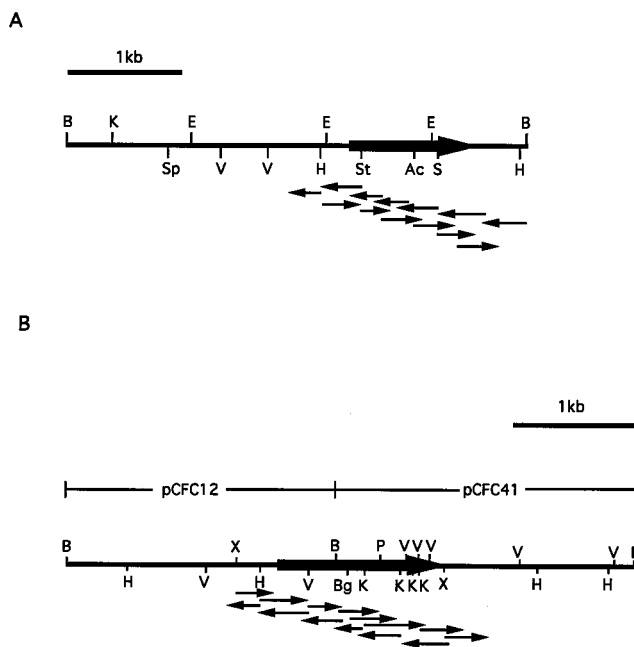 A
1kb
B K E E E B
Sp V V H St Ac S H
B
1kb
pCFC12 pCFC41
B X B P V V V V V
H V H V Bg K K K K X H H